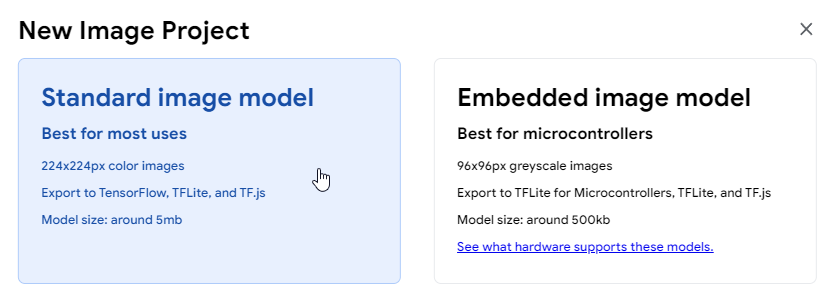 New Image Project
Standard image model
Best for most uses
224x224px color images
Export to TensorFlow, TFLite, and TF.js
Model size: around 5mb
Embedded image model
Best for microcontrollers
96x96px greyscale images
Export to TFLite for Microcontrollers, TFLite, and TF.js
Model size: around 500kb
See what hardware supports these models.